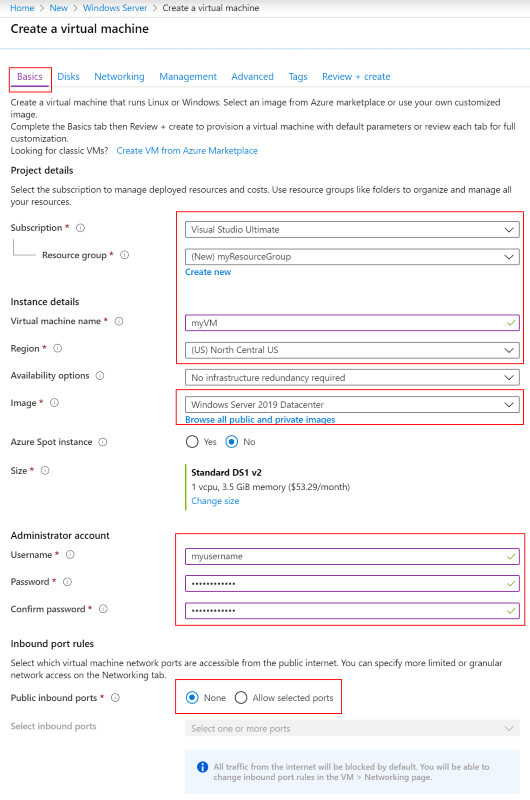 Home > New > Windows Server > Create a virtual machine
Create a virtual machine
Basics Disks Networking Management Advanced Tags Review + create
Create a virtual machine that runs Linux or Windows. Select an image from Azure marketplace or use your own customized
image.
Complete the Basics tab then Review + create to provision a virtual machine with default parameters or review each tab for full
customization.
Looking for classic VMs? Create VM from Azure Marketplace
Project details
Select the subscription to manage deployed resources and costs. Use resource groups like folders to organize and manage all
your resources.
Subscription * Visual Studio Ultimate
Resource group * (New) myResourceGroup
Create new
Instance details
Virtual machine name * myVM
Region * (US) North Central US
Availability options No infrastructure redundancy required
Image * Windows Server 2019 Datacenter
Browse all public and private images
Azure Spot instance Yes No
Size * Standard DS1 v2
1 vcpu, 3.5 GiB memory ($53.29/month)
Change size
Administrator account
Username * myusername
Password * ••••••••••••
Confirm password * ••••••••••••
Inbound port rules
Select which virtual machine network ports are accessible from the public internet. You can specify more limited or granular
network access on the Networking tab.
Public inbound ports * None Allow selected ports
Select inbound ports Select one or more ports
All traffic from the internet will be blocked by default. You will be able to
change inbound port rules in the VM > Networking page.